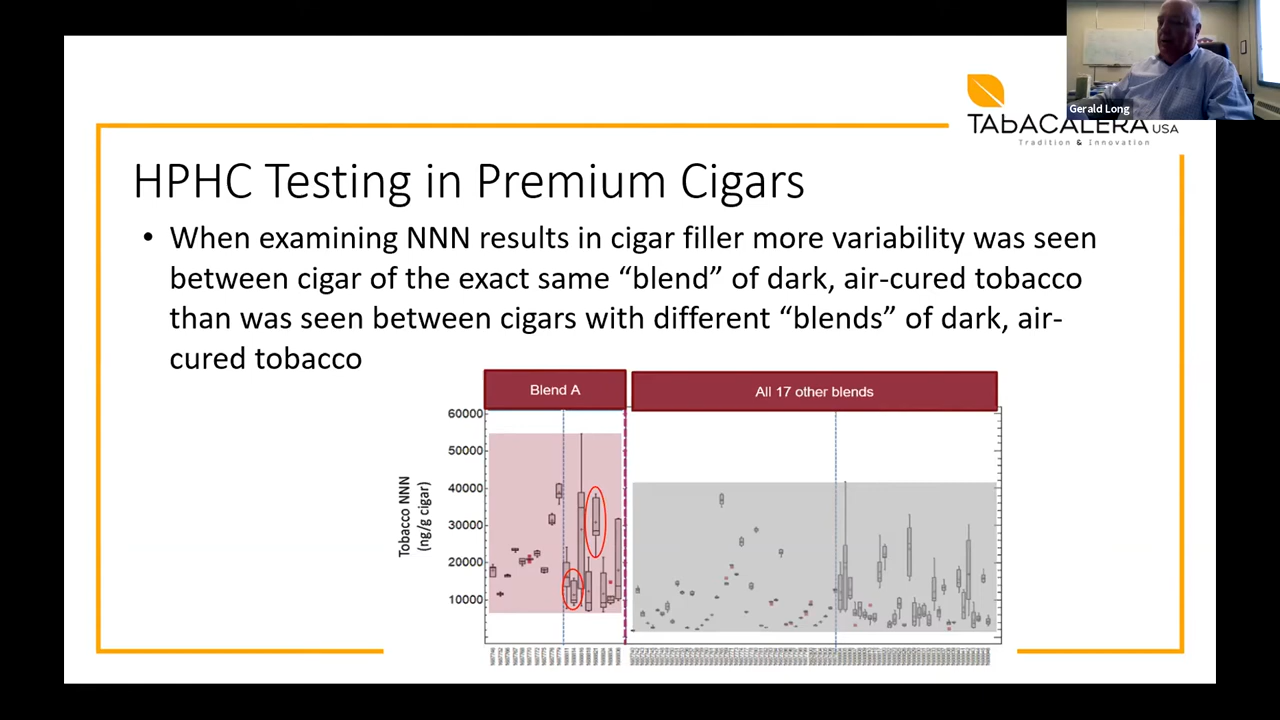 Gerald Long
TAbACALERA USA
Tradition & Innovation
HPHC Testing in Premium Cigars
• When examining NNN results in cigar filler more variability was seen
between cigar of the exact same “blend” of dark, air-cured tobacco
than was seen between cigars with different “blends” of dark, air-
cured tobacco
Blend A
All 17 other blends
60000
50000
40000
30000
20000
10000
Tobacco NNN
(ng/g cigar)